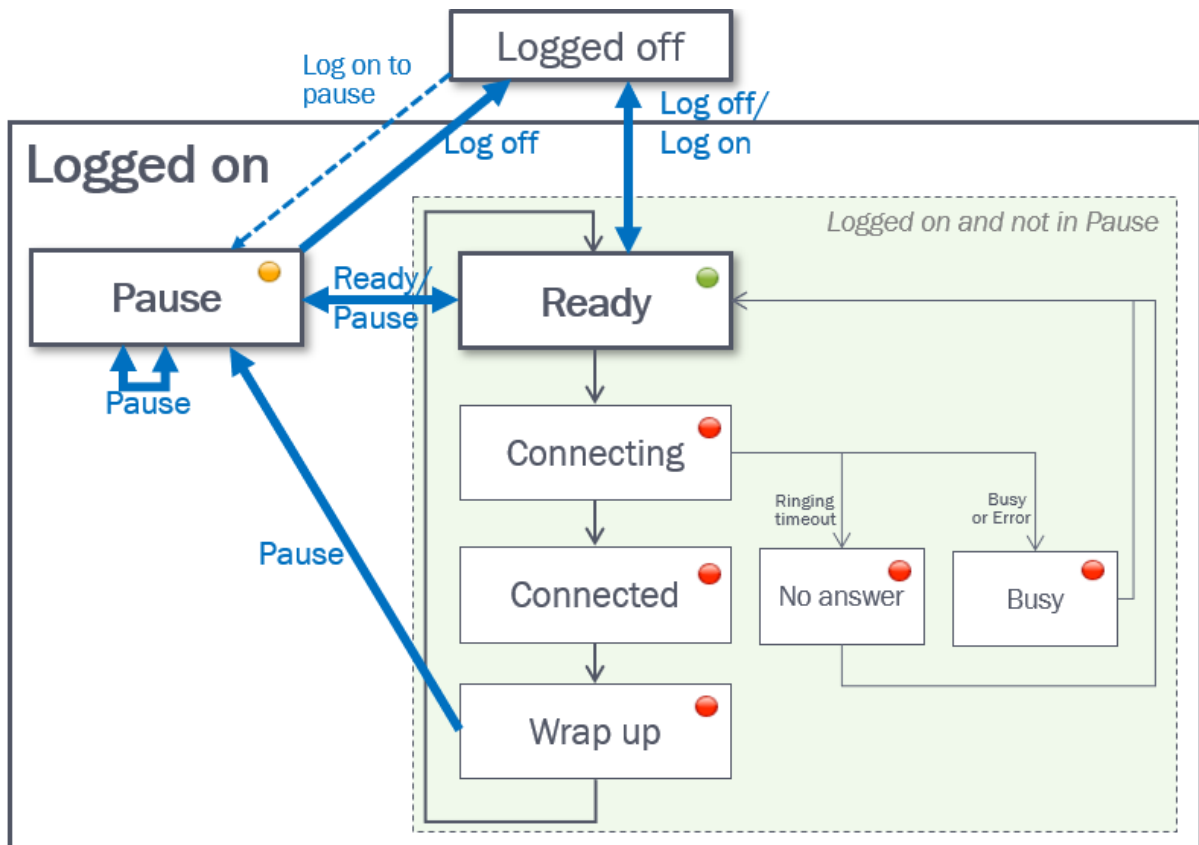 Logged off
Log on to
pause
Log off/
Log on
Log off
Logged on
Logged on and not in Pause
Pause
Ready/
Pause
Ready
Pause
Connecting
Ringing
timeout
Busy
or Error
Pause
Connected
No answer
Busy
Wrap up